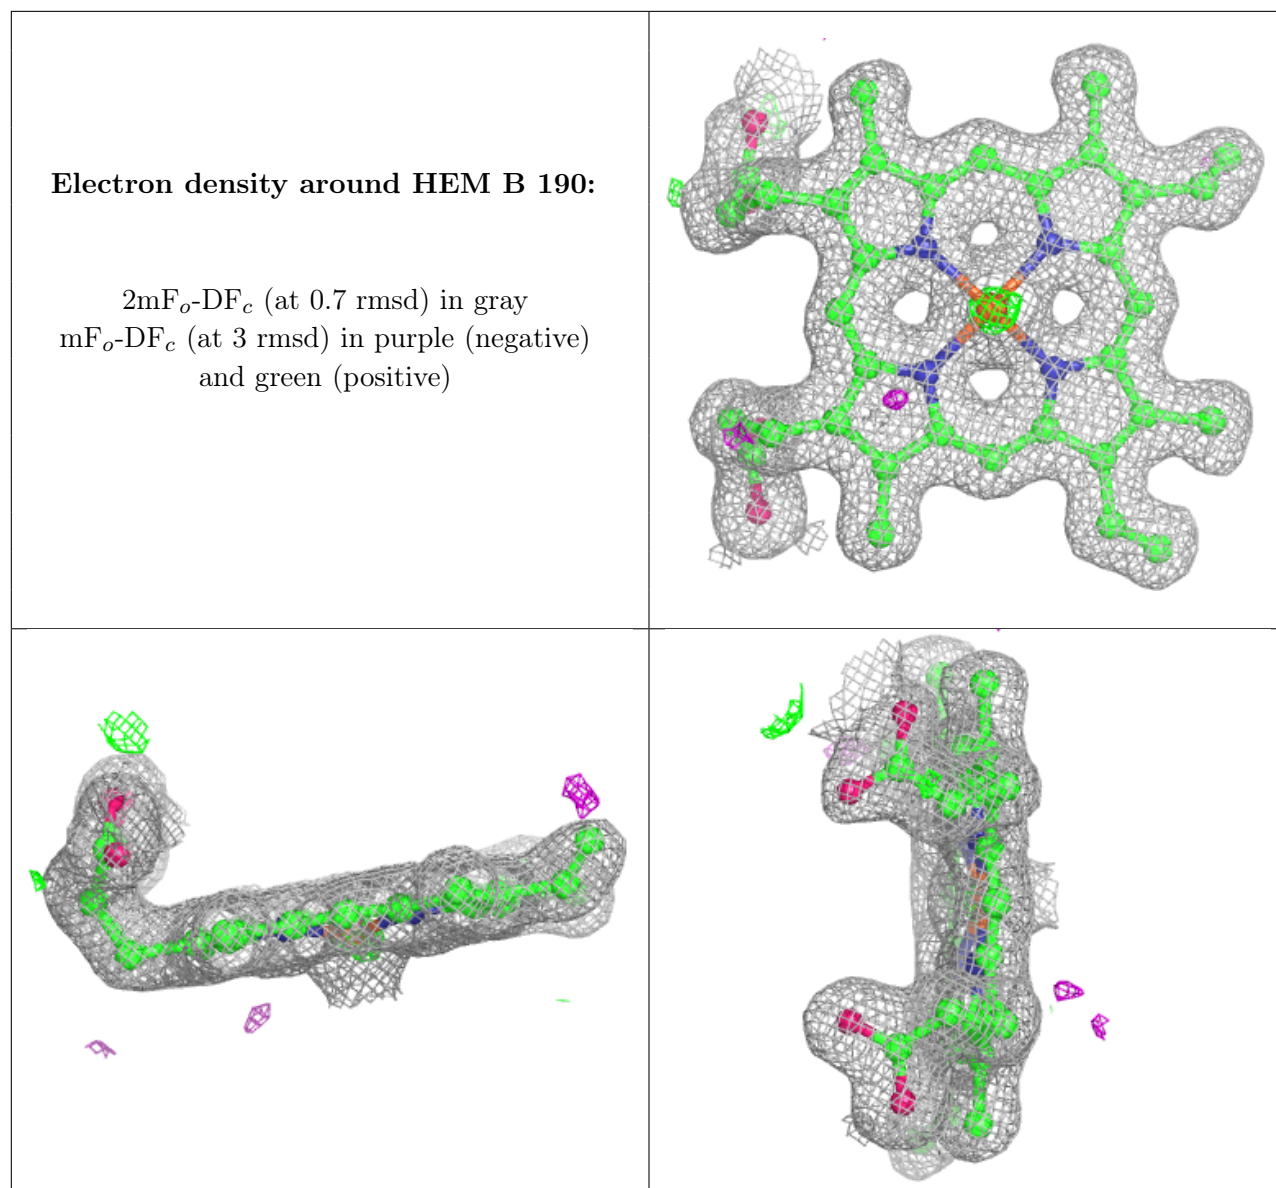 Electron density around HEM B 190:
2mFo-DFc (at 0.7 rmsd) in gray
mFo-DFc (at 3 rmsd) in purple (negative)
and green (positive)